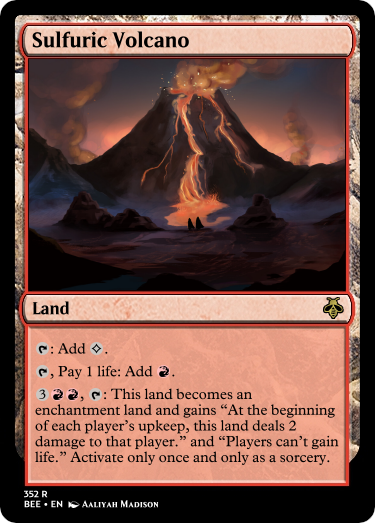 Sulfuric Volcano
Land
: Add .
, Pay 1 life: Add .
3 , : This land becomes an
enchantment land and gains “At the beginning
of each player's upkeep, this land deals 2
damage to that player.” and “Players can't gain
life.” Activate only once and only as a sorcery.
352 R
BEE • EN Aaliyah Madison